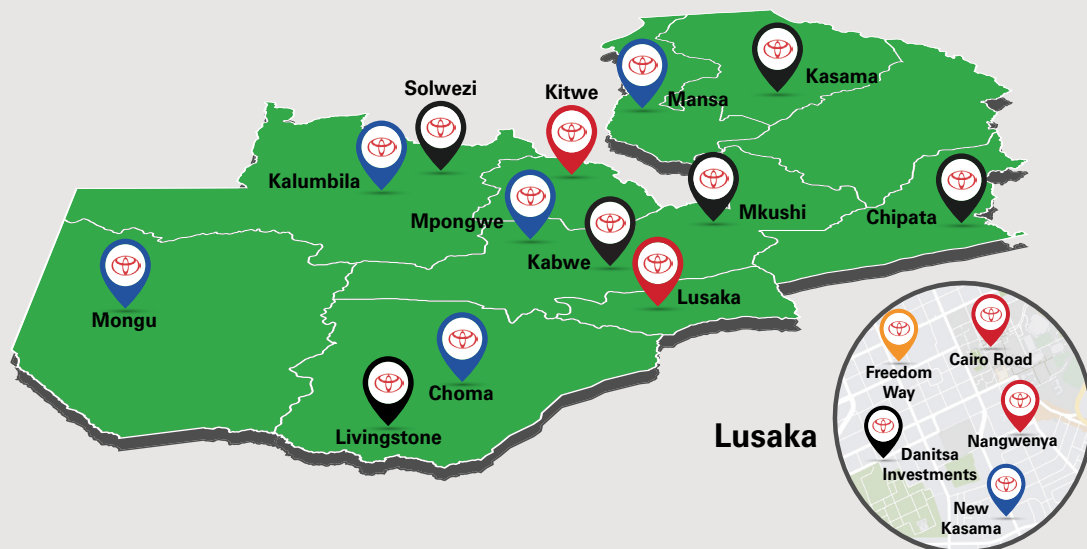 Kasama
Mansa
Solwezi
Kitwe
Kalumbila
Mpongwe
Mkushi
Chipata
Kabwe
Lusaka
Mongu
Choma
Livingstone
Lusaka
Cairo Road
Freedom
Way
Nangwenya
Danitsa
Investments
New
Kasama